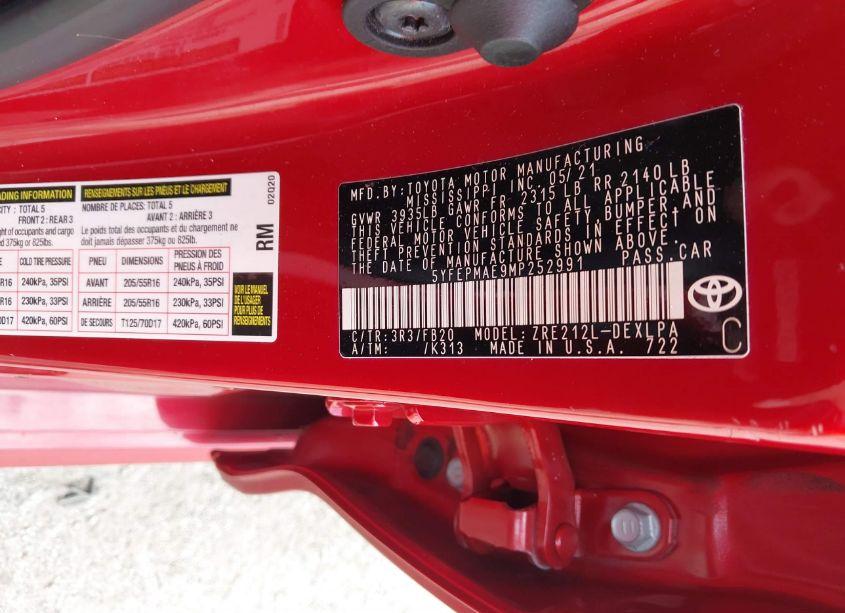 ADING INFORMATION
CITY : TOTAL 5
FRONT 2 : REAR 3
ght of occupants and cargo
ed 375kg or 825lb.
COLD TIRE PRESSURE
R16 240kPa, 35PSI
R16 230kPa, 33PSI
0D17 420kPa, 60PSI
RENSEIGNEMENTS SUR LES PNEUS ET LE CHARGEMENT
NOMBRE DE PLACES: TOTAL 5
AVANT 2 : ARRIÈRE 3
Le poids total des occupants et du chargement ne
doit jamais dépasser 375kg ou 825lb.
PNEU DIMENSIONS PRESSION DES PNEUS À FROID
AVANT 205/55R16 240kPa, 35PSI
ARRIÈRE 205/55R16 230kPa, 33PSI
DE SECOURS T125/70D17 420kPa, 60PSI
VOIR LE MANUEL
DE L'USAGER
POUR PLUS DE
RENSEIGNEMENTS
02020
RM
MFD.BY: TOYOTA MOTOR MANUFACTURING
MISSISSIPPI INC. 05/21
GVWR 3935LB GAWR FR 2315 LB RR 2140 LB
THIS VEHICLE CONFORMS TO ALL APPLICABLE
FEDERAL MOTOR VEHICLE SAFETY BUMPER, AND
THEFT PREVENTION STANDARDS IN EFFECT ON
THE DATE OF MANUFACTURE SHOWN ABOVE.
5YFEPMAE9MP252991 PASS.CAR
C/TR: 3R3/FB20 MODEL: ZRE212L-DEXLPA
A/TM: /K313 MADE IN U.S.A. 722
C